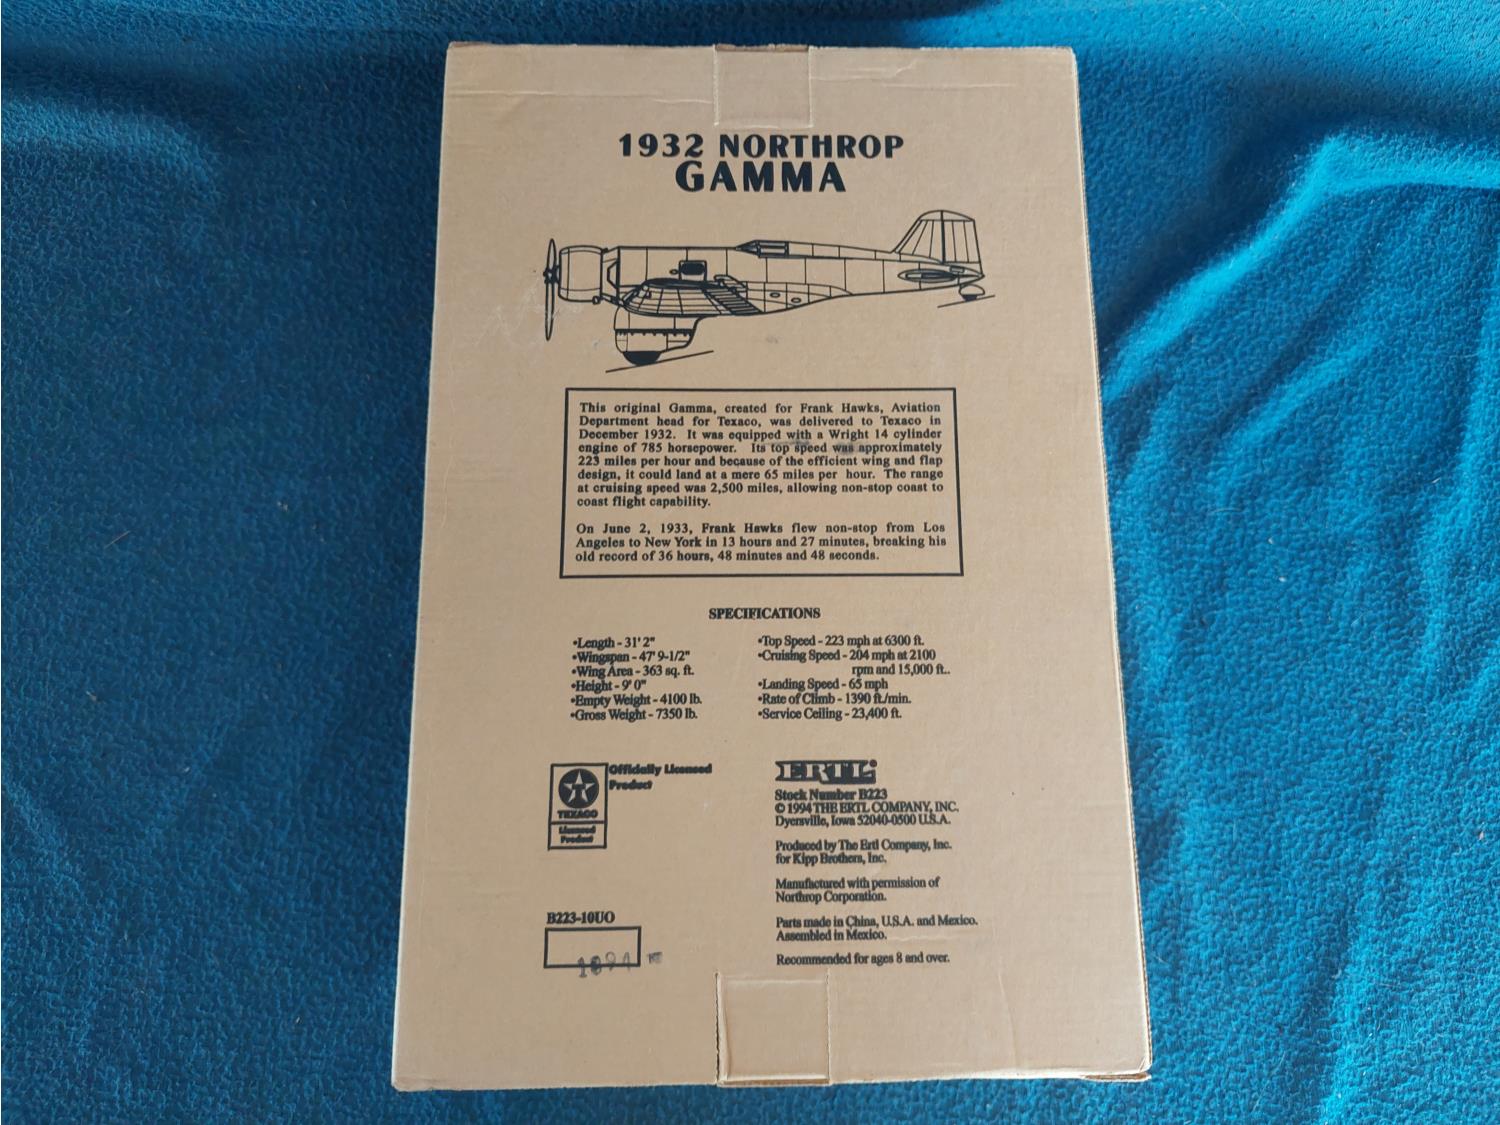 1932 NORTHROP
GAMMA
This original Gamma, created for Frank Hawks, Aviation
Department head for Texaco, was delivered to Texaco in
December 1932. It was equipped with a Wright 14 cylinder
engine of 785 horsepower. Its top speed was approximately
223 miles per hour and because of the efficient wing and flap
design, it could land at a mere 65 miles per hour. The range
at cruising speed was 2,500 miles, allowing non-stop coast to
coast flight capability.
On June 2, 1933, Frank Hawks flew non-stop from Los
Angeles to New York in 13 hours and 27 minutes, breaking his
old record of 36 hours, 48 minutes and 48 seconds.
SPECIFICATIONS
•Length - 31' 2"
•Wingspan - 47' 9-1/2"
•Wing Area - 363 sq. ft.
•Height - 9' 0"
•Empty Weight - 4100 lb.
•Gross Weight - 7350 lb.
•Top Speed - 223 mph at 6300 ft.
•Cruising Speed - 204 mph at 2100
rpm and 15,000 ft..
•Landing Speed - 65 mph
•Rate of Climb - 1390 ft./min.
•Service Ceiling - 23,400 ft.
T
TEXACO
Licensed
Product
Officially Licensed
Product
B223-10UO
ERTL®
Stock Number B223
© 1994 THE ERTL COMPANY, INC.
Dyersville, Iowa 52040-0500 U.S.A.
Produced by The Ertl Company, Inc.
for Kipp Brothers, Inc.
Manufactured with permission of
Northrop Corporation.
Parts made in China, U.S.A. and Mexico.
Assembled in Mexico.
Recommended for ages 8 and over.